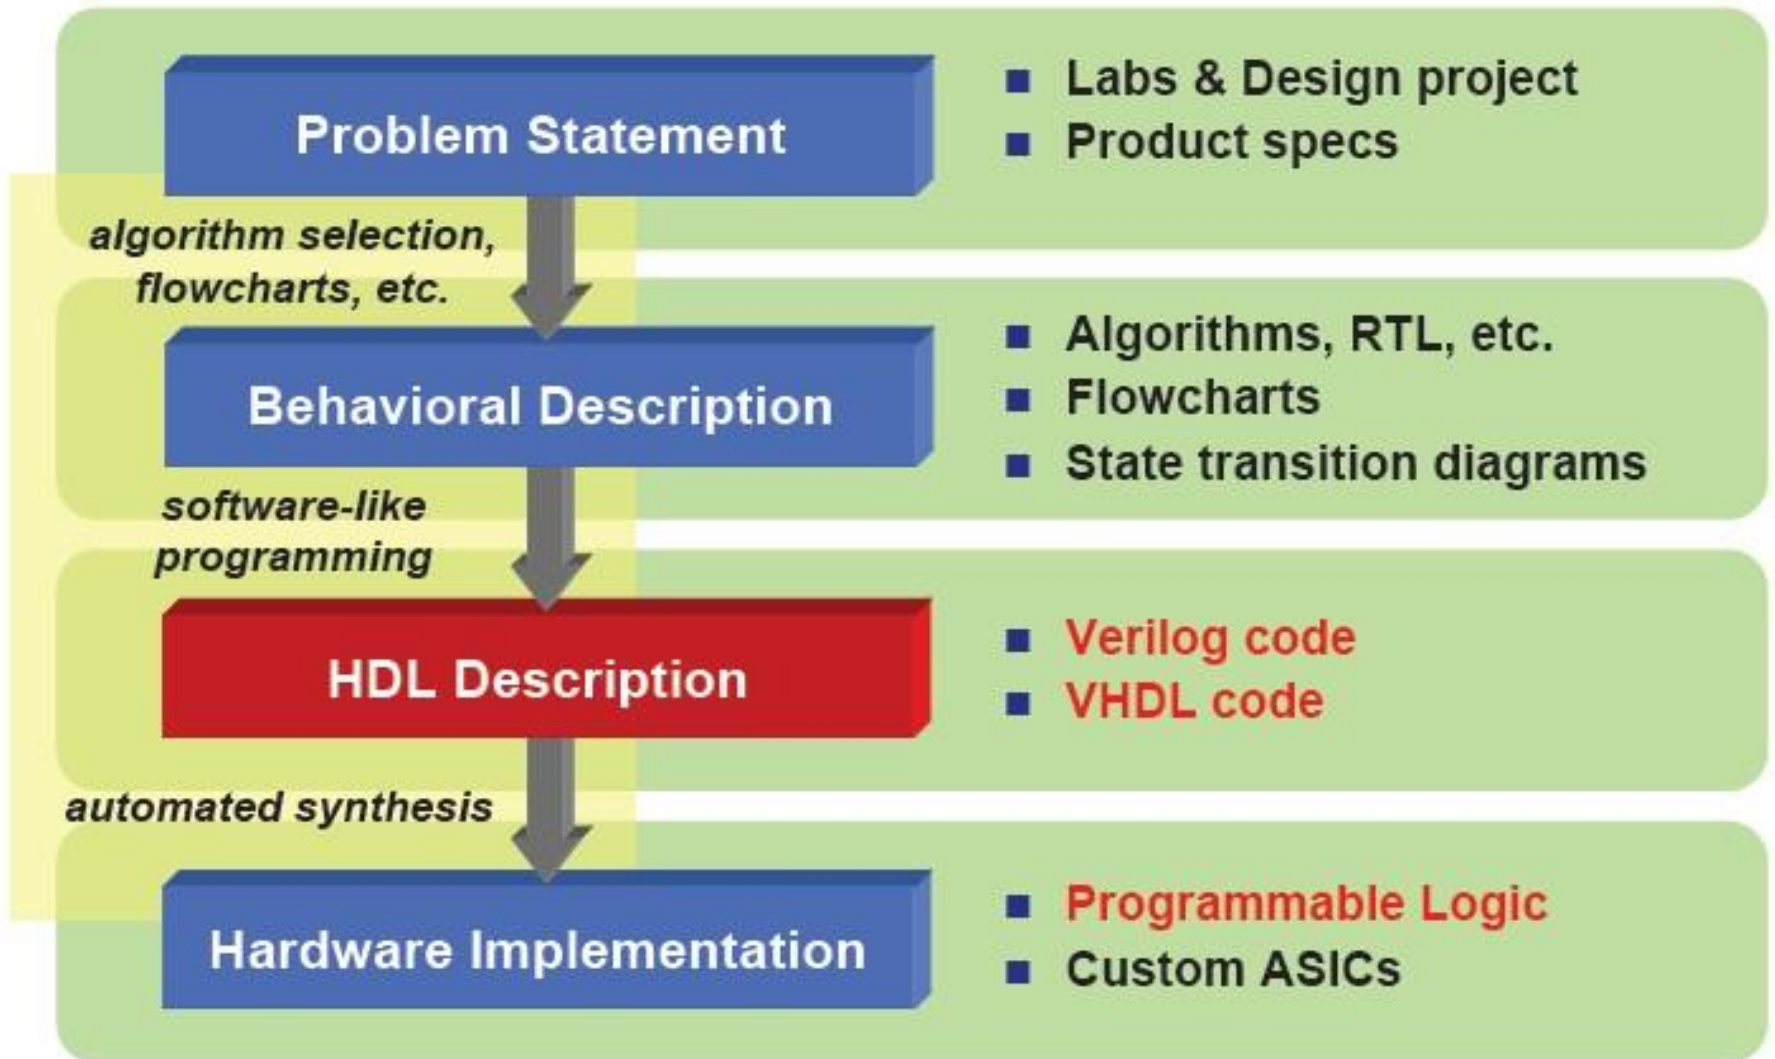 Problem Statement
Labs & Design project
Product specs
algorithm selection,
flowcharts, etc.
Behavioral Description
Algorithms, RTL, etc.
Flowcharts
State transition diagrams
software-like
programming
HDL Description
Verilog code
VHDL code
automated synthesis
Hardware Implementation
Programmable Logic
Custom ASICs